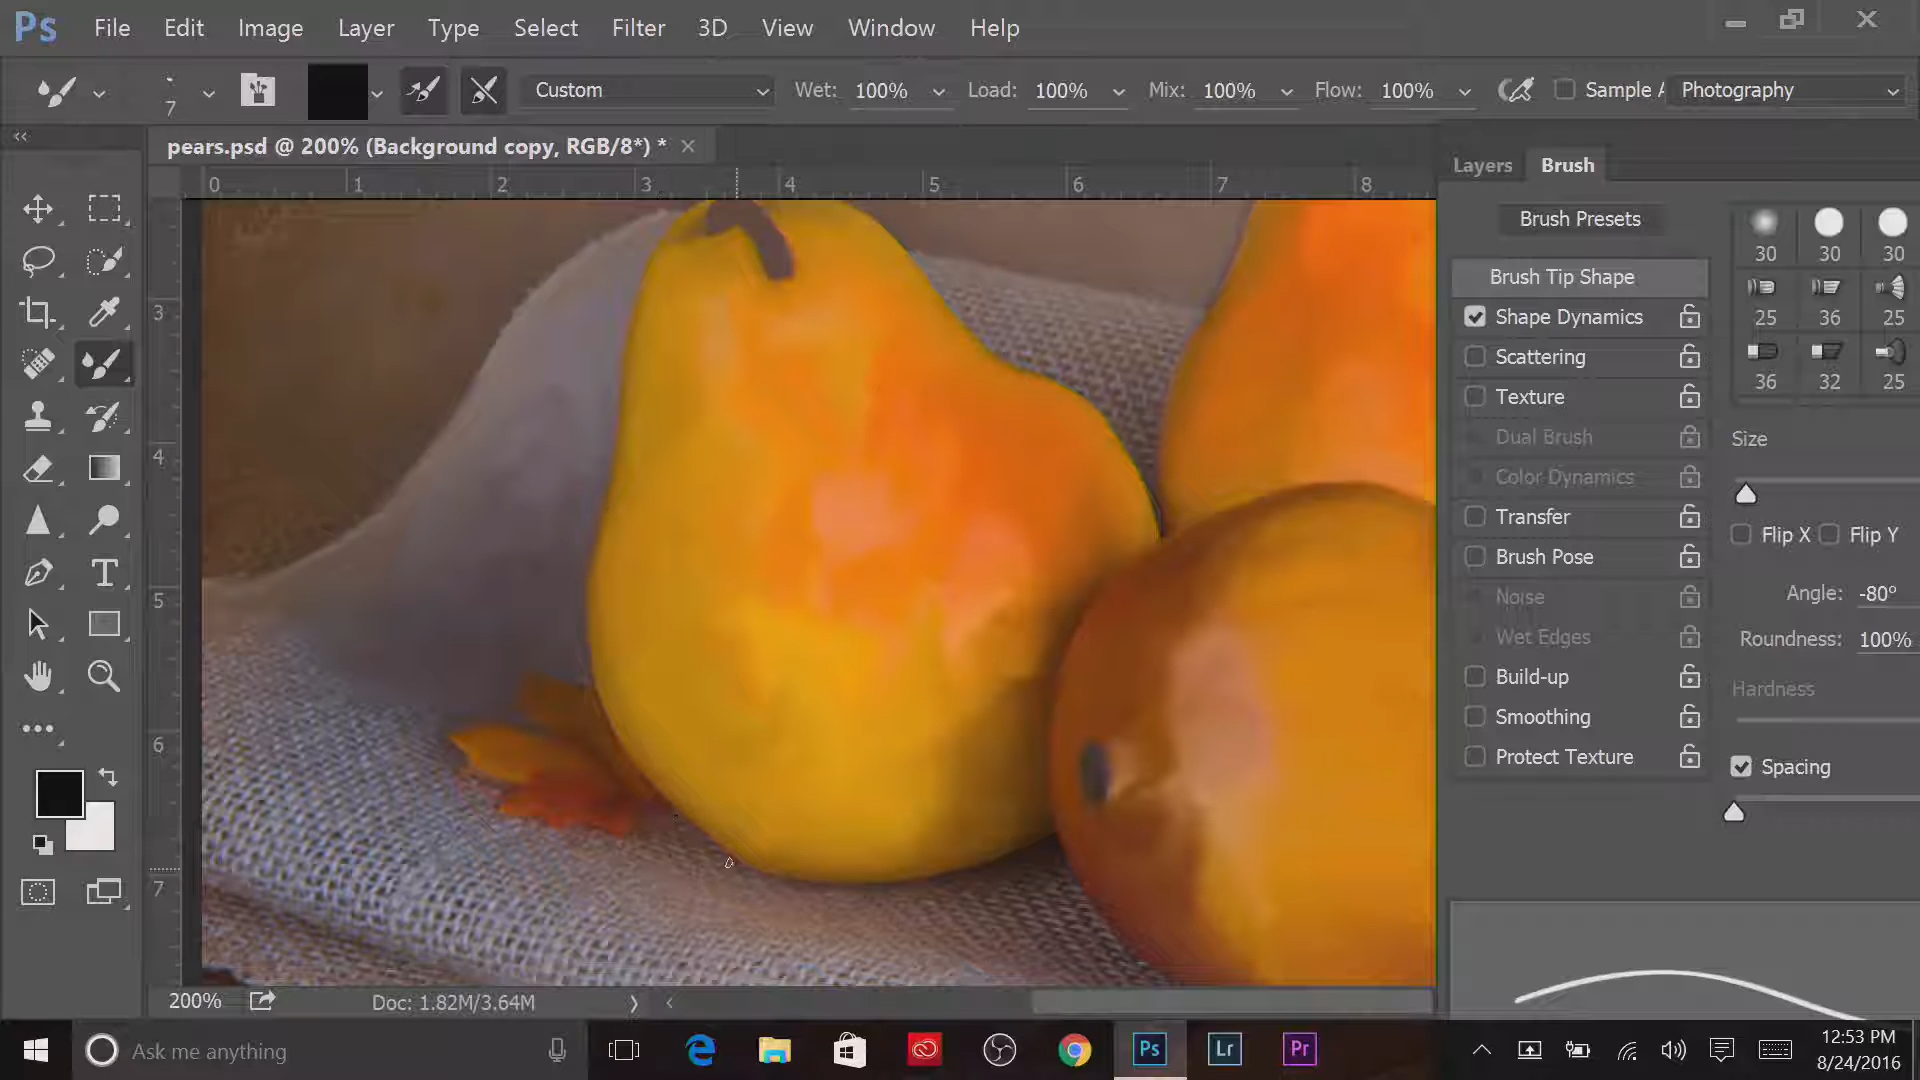 Ps File Edit Image Layer Type Select Filter 3D View Window Help
7 Custom Wet: 100% Load: 100% Mix: 100% Flow: 100% Sample A Photography
pears.psd @ 200% (Background copy, RGB/8*) *
Layers Brush
0 1 2 3 4 5 6 7 8
3
4
5
6
7
Brush Presets
Brush Tip Shape
Shape Dynamics
Scattering
Texture
Dual Brush
Color Dynamics
Transfer
Brush Pose
Noise
Wet Edges
Build-up
Smoothing
Protect Texture
30 30 30
25 36 25
36 32 25
Size
Flip X Flip Y
Angle: -80°
Roundness: 100%
Hardness
Spacing
T
200% Doc: 1.82M/3.64M
Ask me anything
Ps Lr Pr
12:53 PM
8/24/2016